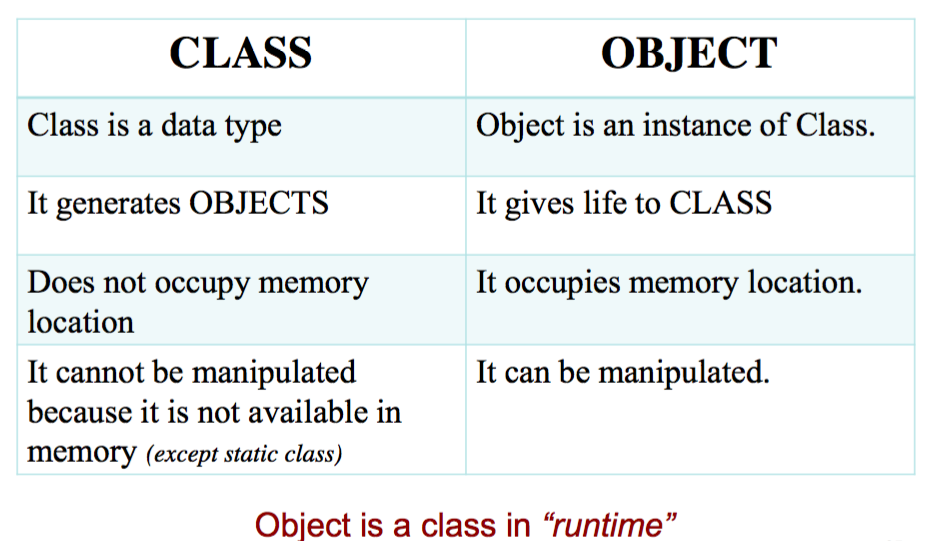 CLASS
OBJECT
Class is a data type
Object is an instance of Class.
It generates OBJECTS
It gives life to CLASS
Does not occupy memory
location
It occupies memory location.
It cannot be manipulated
because it is not available in
memory (except static class)
It can be manipulated.
Object is a class in “runtime”